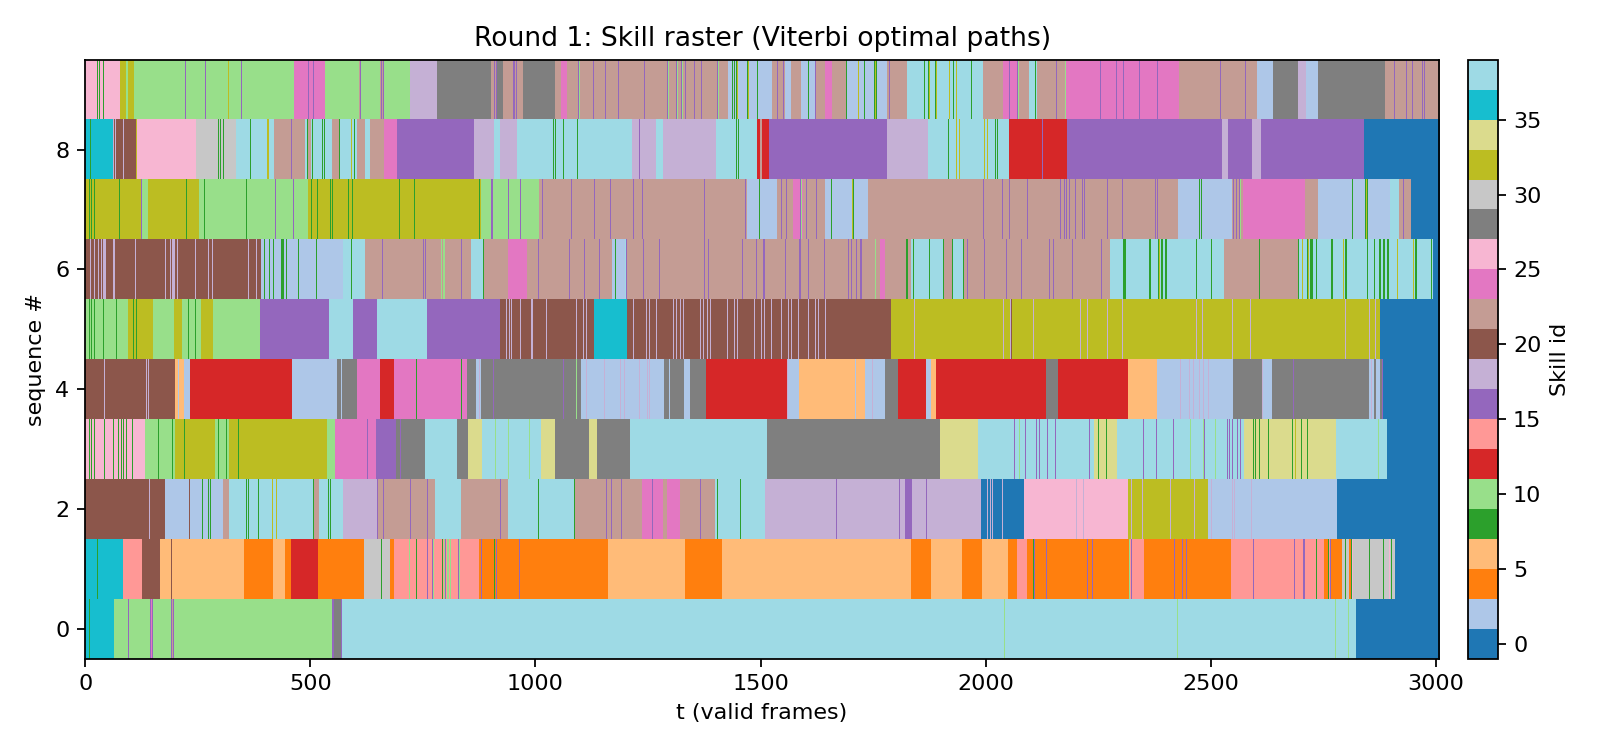 Round 1: Skill raster (Viterbi optimal paths)
8
6
4
2
0
sequence #
0 500 1000 1500 2000 2500 3000
t (valid frames)
35
30
25
20
15
10
5
0
Skill id